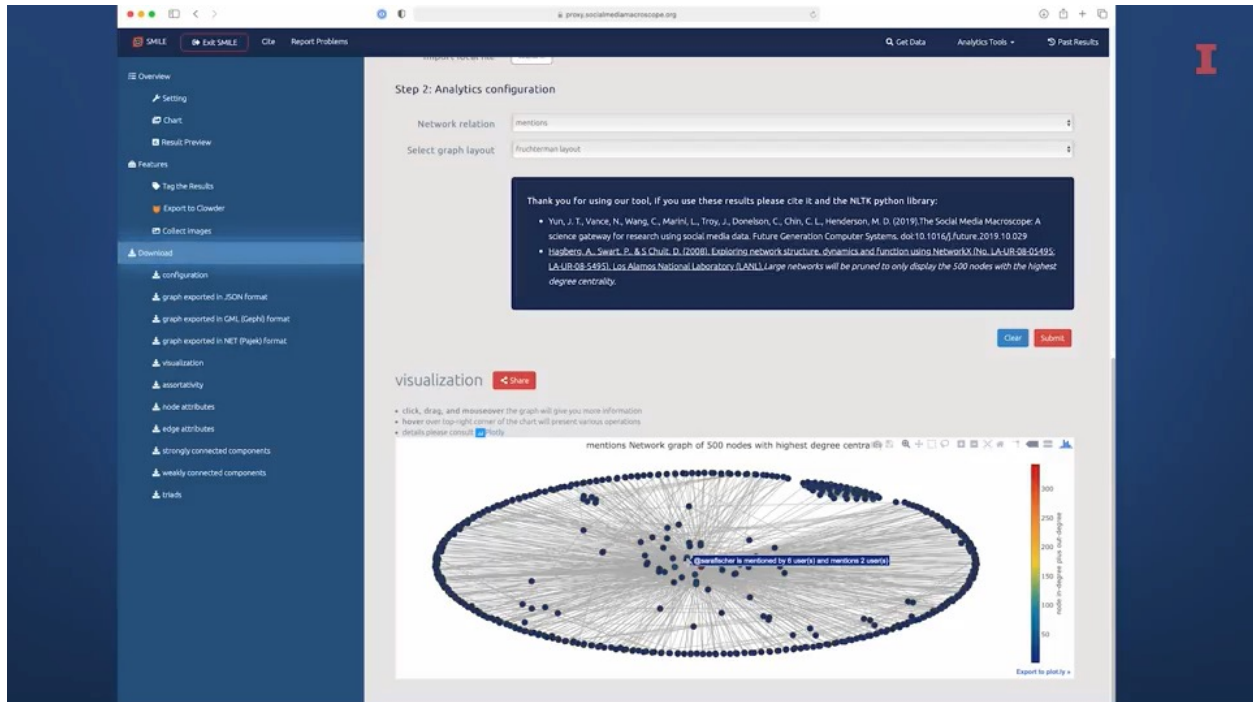 proxy.socialmediamacroscope.org
SMILE
Exit SMILE
Cite
Report Problems
Get Data
Analytics Tools
Past Results
I
Overview
Setting
Chart
Result Preview
Features
Tag the Results
Export to Clowder
Collect Images
Download
configuration
graph exported in JSON format
graph exported in GML (Gephi) format
graph exported in NET (Pajek) format
visualization
assortativity
node attributes
edge attributes
strongly connected components
weakly connected components
triads
Step 2: Analytics configuration
Network relation
mentions
Select graph layout
fruchterman layout
Thank you for using our tool, if you use these results please cite it and the NLTK python library:
• Yun, J. T., Vance, N., Wang, C., Marini, L., Troy, J., Donelson, C., Chin, C. L., Henderson, M. D. (2019).The Social Media Macroscope: A
science gateway for research using social media data. Future Generation Computer Systems. doi:10.1016/j.future.2019.10.029
• Hagberg, A., Swart, P., & S Chult, D. (2008). Exploring network structure, dynamics and function using NetworkX (No. LA-UR-08-05495;
LA-UR-08-5495). Los Alamos National Laboratory (LANL).Large networks will be pruned to only display the 500 nodes with the highest
degree centrality.
Clear
Submit
visualization
Share
• click, drag, and mouseover the graph will give you more information
• hover over top-right corner of the chart will present various operations
• details please consult Plotly
mentions Network graph of 500 nodes with highest degree centra
@sarafischer is mentioned by 6 user(s) and mentions 2 user(s)
300
250
200
150
100
50
node in-degree plus out-degree
Export to plot.ly »